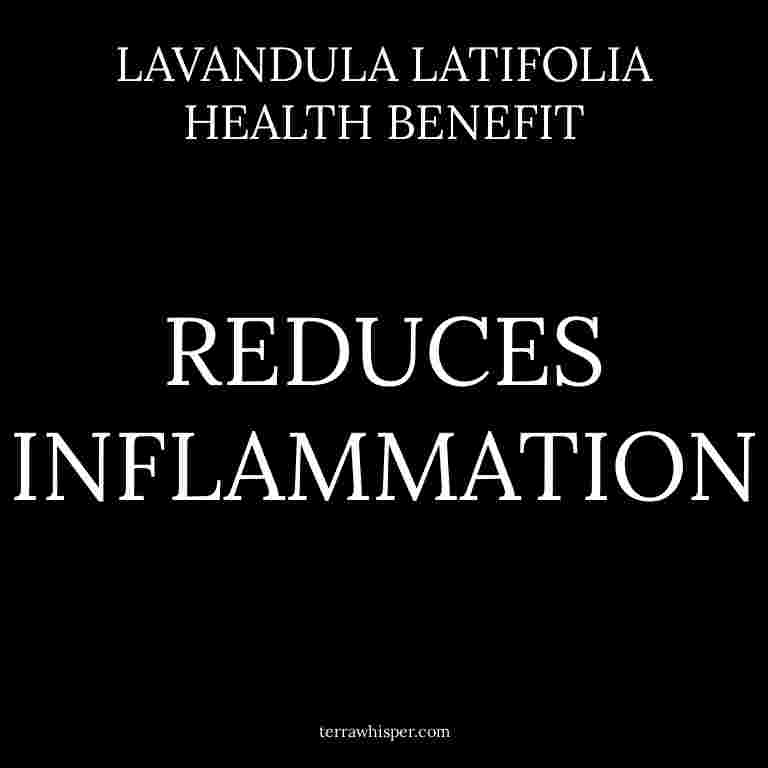 LAVANDULA LATIFOLIA
HEALTH BENEFIT
REDUCES
INFLAMMATION
terrawhisper.com